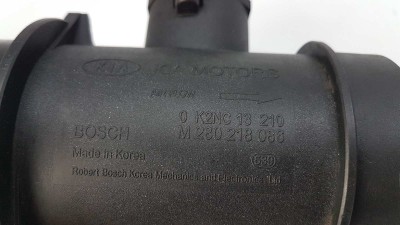 KIA KIA MOTORS
AIR FLOW
0 K2NC 13 210
BOSCH M 280 218 086
Made in Korea
Robert Bosch Korea Mechanics and Electronics Ltd